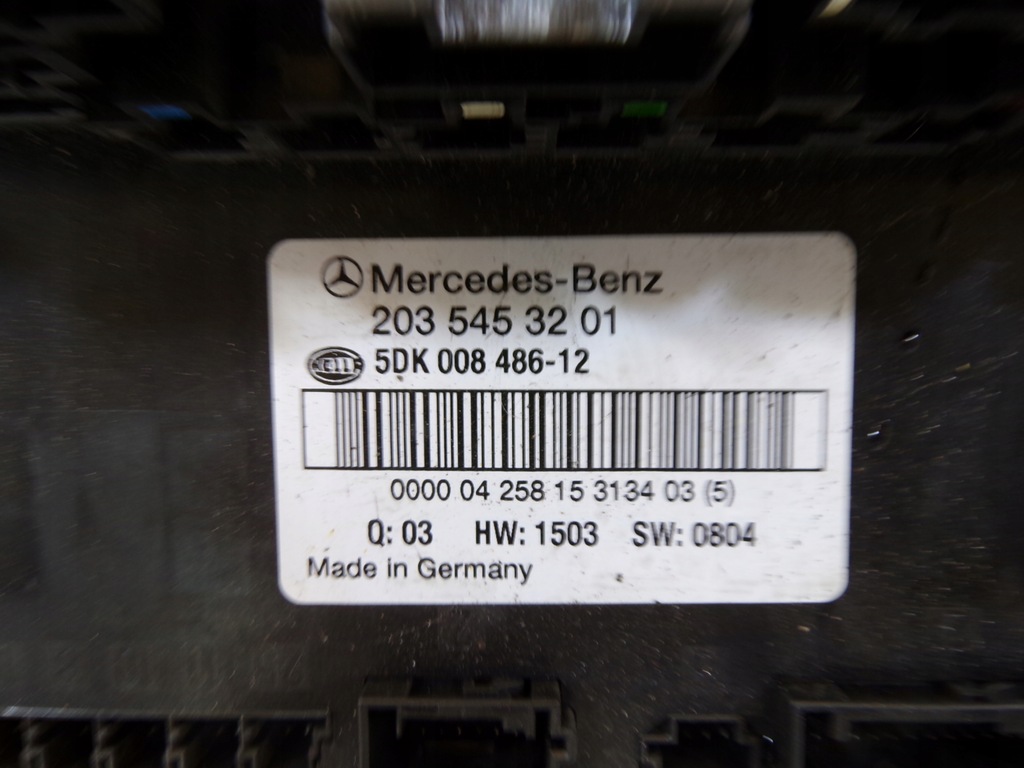 Mercedes-Benz
203 545 32 01
5DK 008 486-12
0000 04 258 15 3134 03 (5)
Q: 03 HW: 1503 SW: 0804
Made in Germany